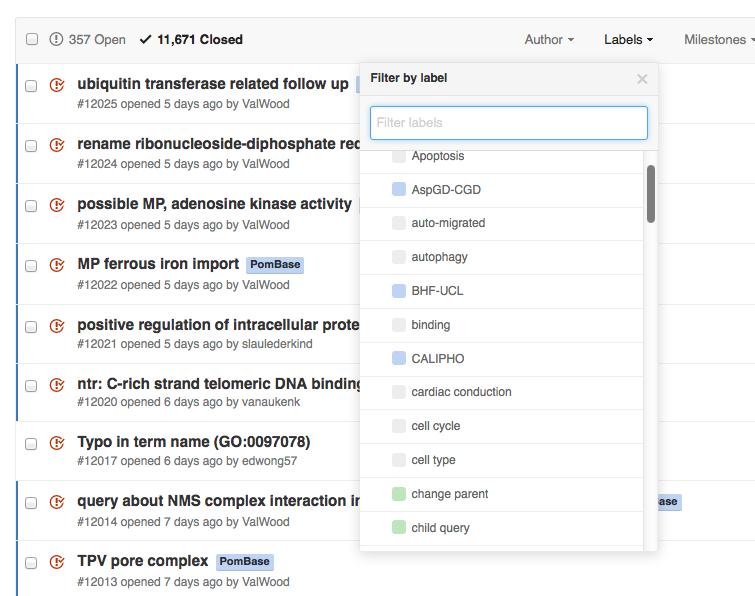 357 Open 11,671 Closed Author Labels Milestones
Filter by label
Filter labels
Apoptosis
AspGD-CGD
auto-migrated
autophagy
BHF-UCL
binding
CALIPHO
cardiac conduction
cell cycle
cell type
change parent
child query
ubiquitin transferase related follow up
#12025 opened 5 days ago by ValWood
rename ribonucleoside-diphosphate
#12024 opened 5 days ago by ValWood
possible MP, adenosine kinase activity
#12023 opened 5 days ago by ValWood
MP ferrous iron import PomBase
#12022 opened 5 days ago by ValWood
positive regulation of intracellular
#12021 opened 5 days ago by slaulederkind
ntr: C-rich strand telomeric DNA binding
#12020 opened 6 days ago by vanaukenk
Typo in term name (GO:0097078)
#12017 opened 6 days ago by edwong57
query about NMS complex interaction
#12014 opened 7 days ago by ValWood
TPV pore complex PomBase
#12013 opened 7 days ago by ValWood